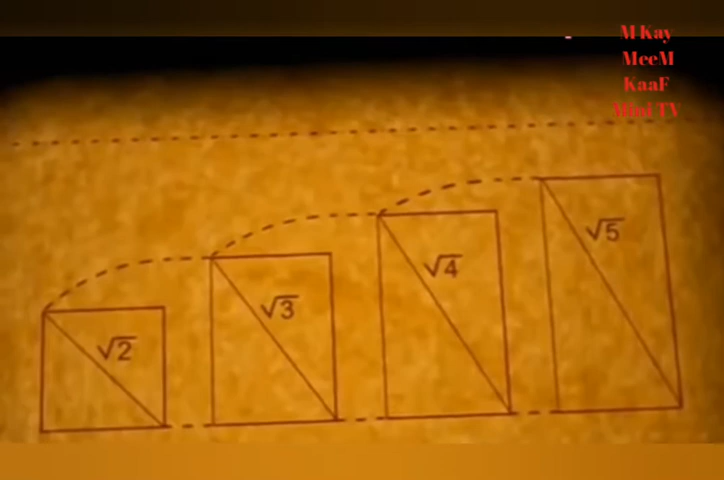 M Kay
MeeM
KaaF
Mini TV
√2
√3
√4
√5